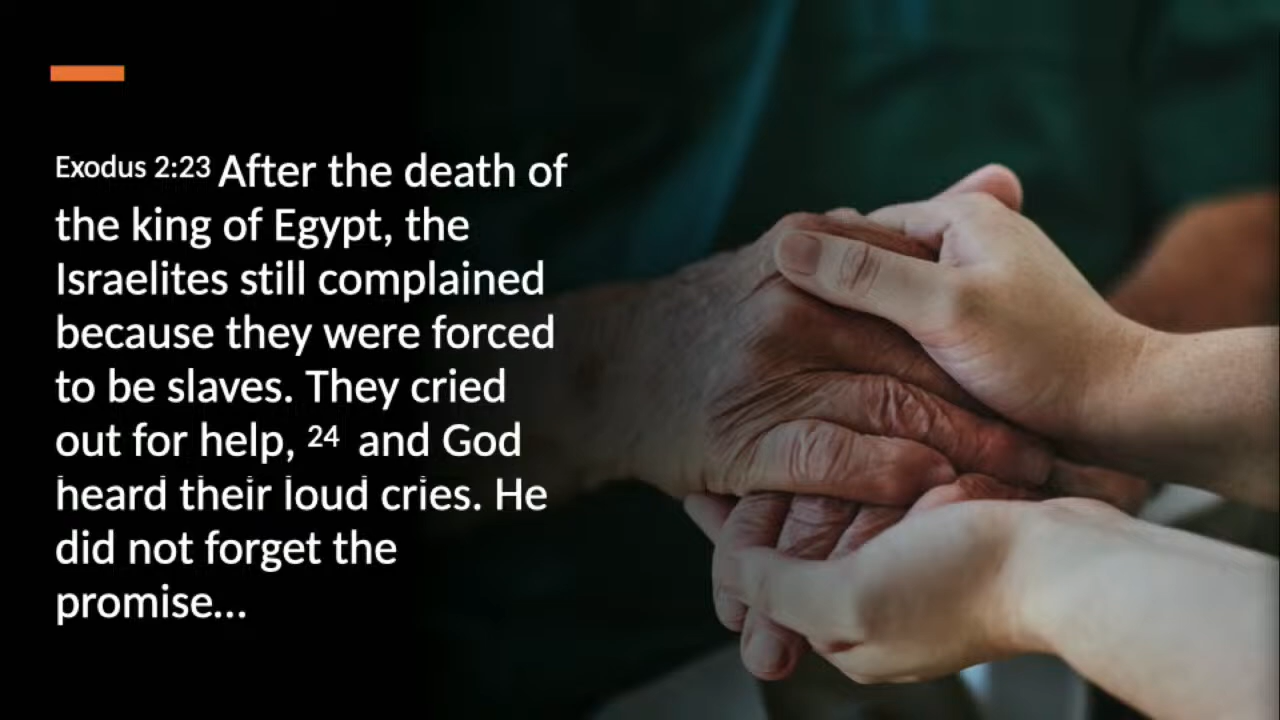 Exodus 2:23 After the death of
the king of Egypt, the
Israelites still complained
because they were forced
to be slaves. They cried
out for help, 24 and God
heard their loud cries. He
did not forget the
promise...